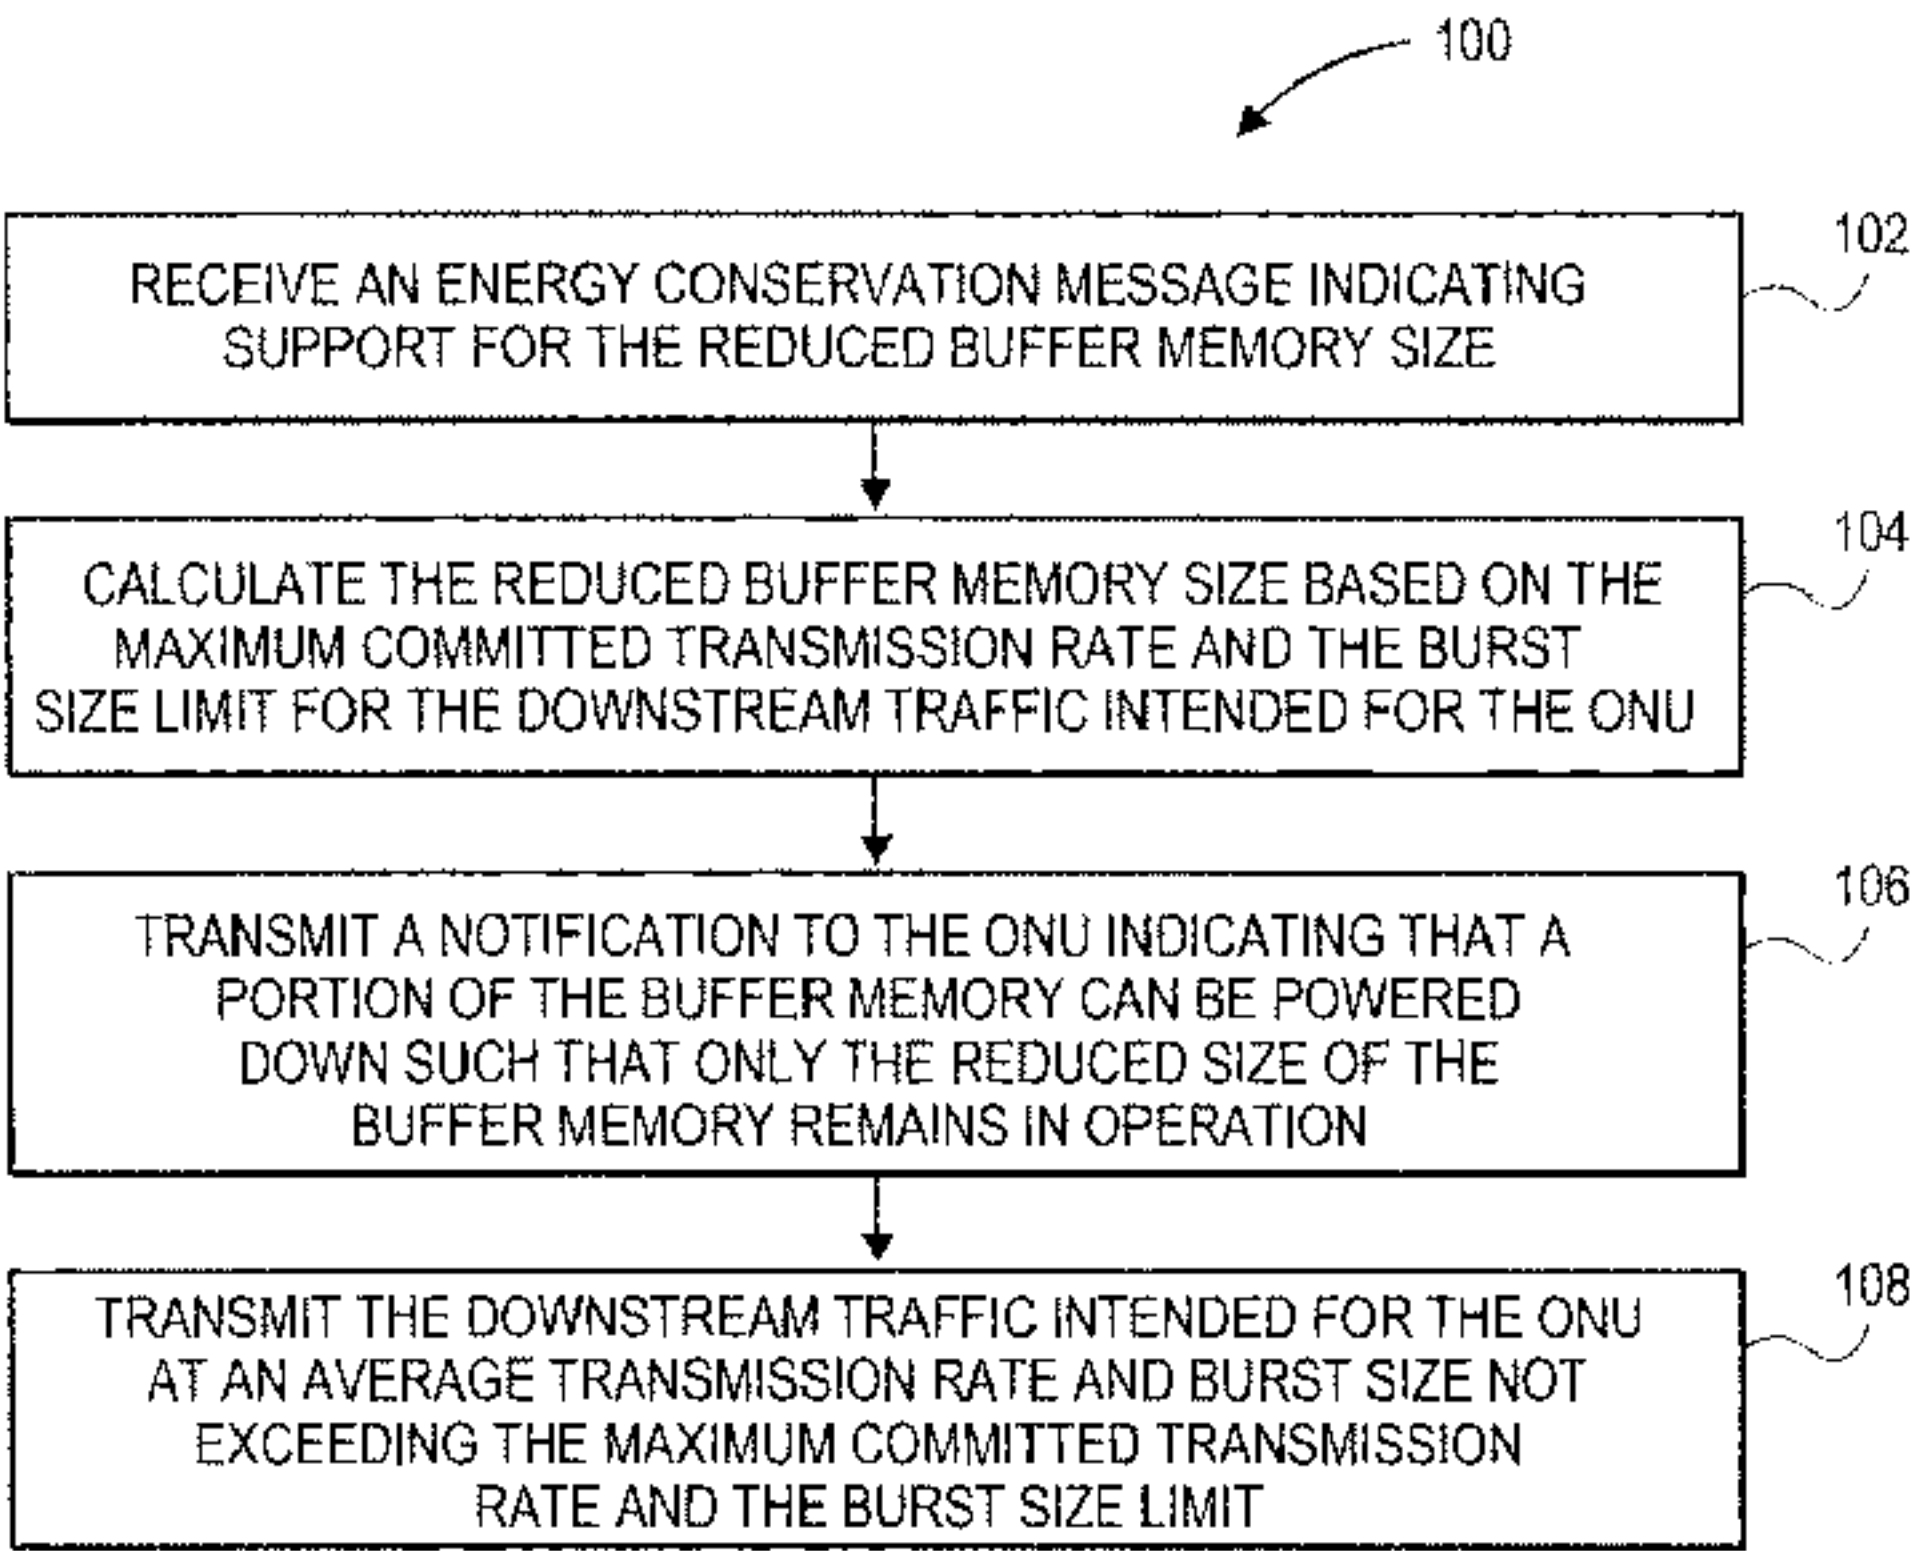 100
102
RECEIVE AN ENERGY CONSERVATION MESSAGE INDICATING
SUPPORT FOR THE REDUCED BUFFER MEMORY SIZE
104
CALCULATE THE REDUCED BUFFER MEMORY SIZE BASED ON THE
MAXIMUM COMMITTED TRANSMISSION RATE AND THE BURST
SIZE LIMIT FOR THE DOWNSTREAM TRAFFIC INTENDED FOR THE ONU
106
TRANSMIT A NOTIFICATION TO THE ONU INDICATING THAT A
PORTION OF THE BUFFER MEMORY CAN BE POWERED
DOWN SUCH THAT ONLY THE REDUCED SIZE OF THE
BUFFER MEMORY REMAINS IN OPERATION
108
TRANSMIT THE DOWNSTREAM TRAFFIC INTENDED FOR THE ONU
AT AN AVERAGE TRANSMISSION RATE AND BURST SIZE NOT
EXCEEDING THE MAXIMUM COMMITTED TRANSMISSION
RATE AND THE BURST SIZE LIMIT